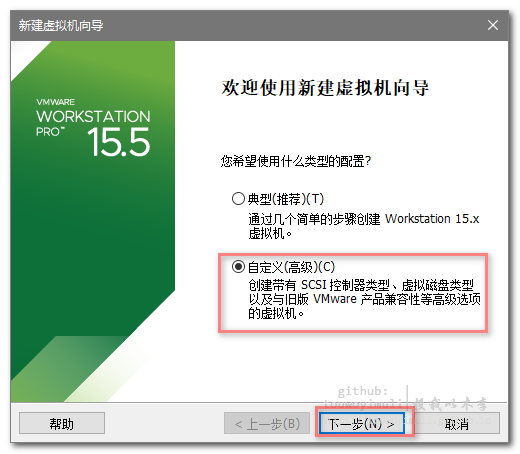 新建虚拟机向导
VMWARE
WORKSTATION
PRO™ 15.5
欢迎使用新建虚拟机向导
您希望使用什么类型的配置?
典型(推荐)(T)
通过几个简单的步骤创建 Workstation 15.x
虚拟机。
自定义(高级)(C)
创建带有 SCSI 控制器类型、虚拟磁盘类型
以及与旧版 VMware 产品兼容性等高级选项
的虚拟机。
github:
帮助
< 上一步(B)
下一步(N) >
取消